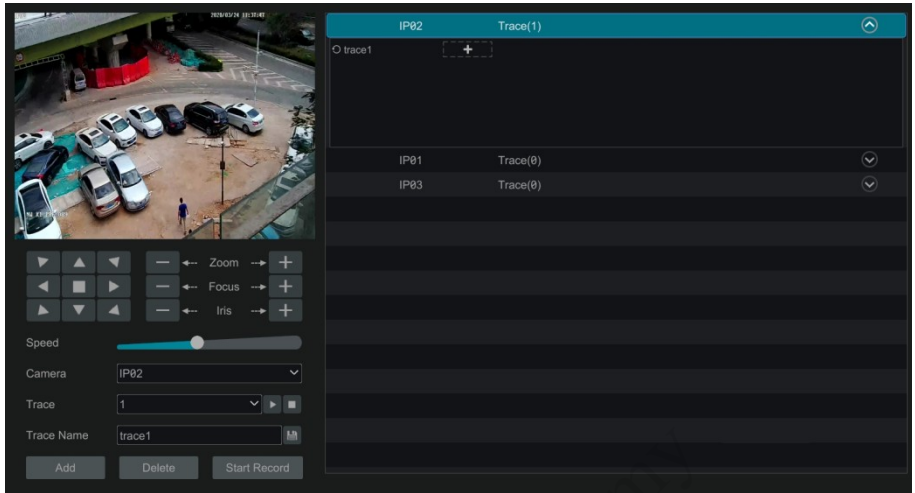 2020/03/24 11:37:47
IP02 Trace(1)
trace1
IP01 Trace(0)
IP03 Trace(0)
Zoom
Focus
Iris
Speed
Camera IP02
Trace 1
Trace Name trace1
Add Delete Start Record